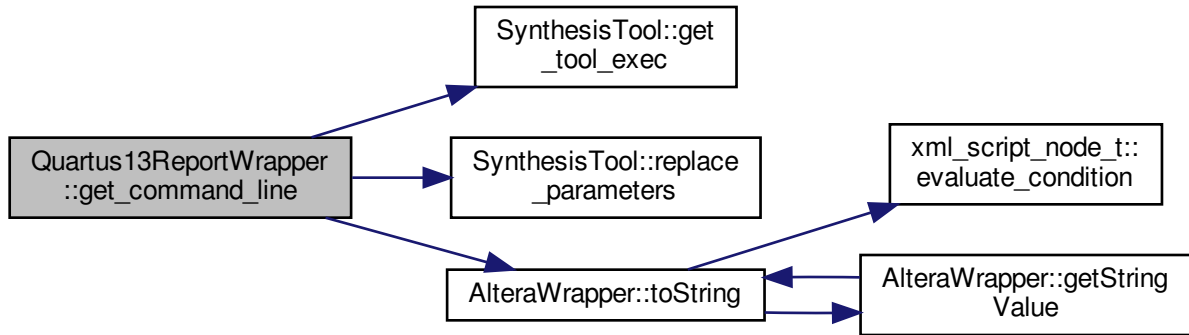 SynthesisTool::get
_tool_exec
Quartus13ReportWrapper
::get_command_line
SynthesisTool::replace
_parameters
xml_script_node_t::
evaluate_condition
AlteraWrapper::toString
AlteraWrapper::getString
Value